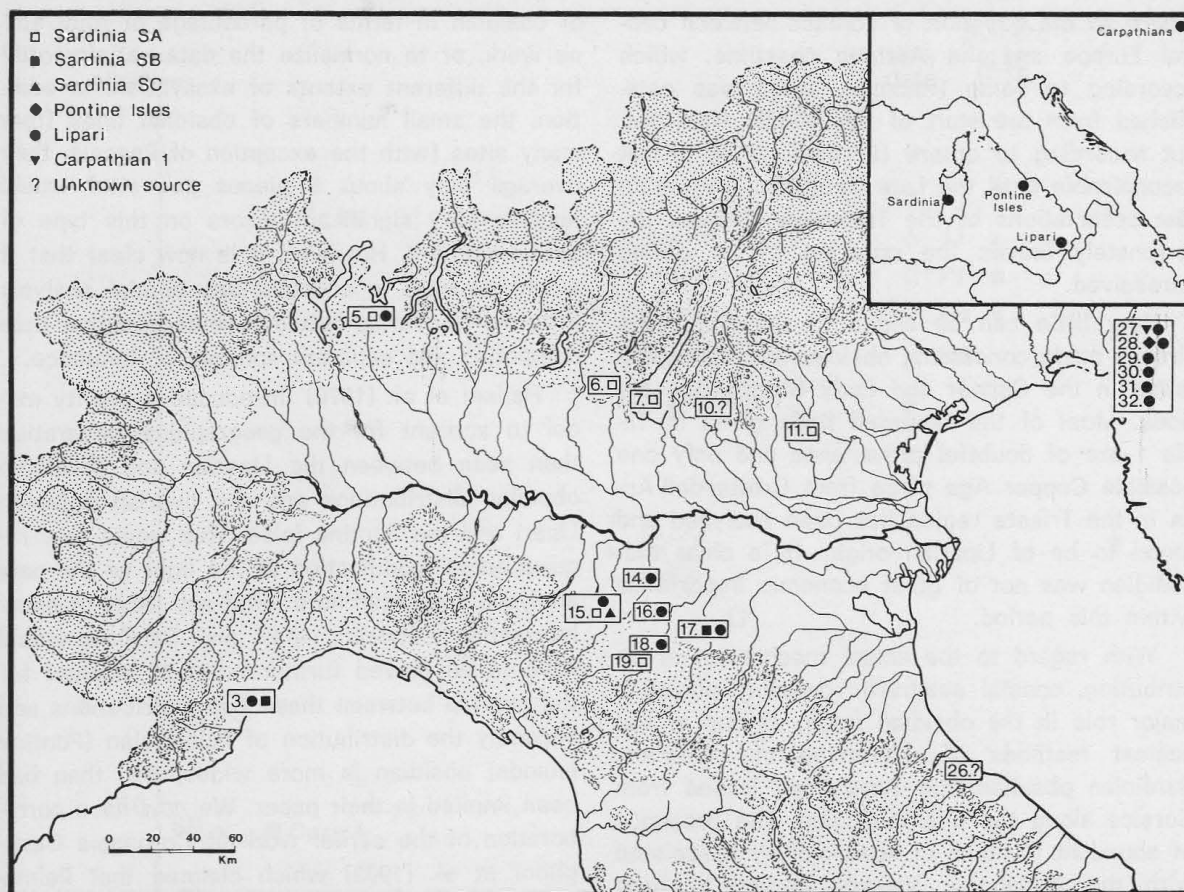 Sardinia SA
Sardinia SB
Sardinia SC
Pontine Isles
Lipari
Carpathian 1
? Unknown source
Carpathians
Sardinia
Pontine
Isles
Lipari
5.
6.
7.
10.?
11.
27.
28.
29.
30.
31.
32.
14.
15.
16.
17.
18.
19.
3.
26.?
0 20 40 60
Km